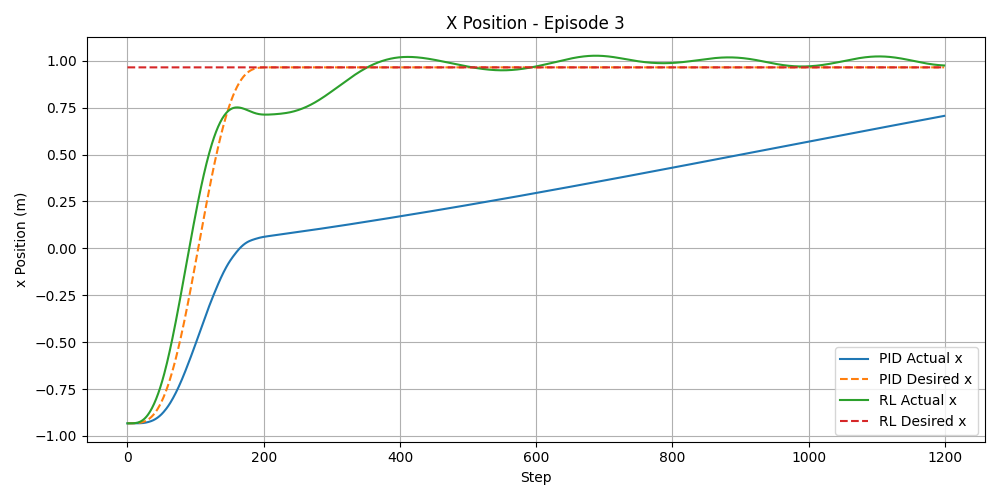 X Position - Episode 3
x Position (m)
1.00
0.75
0.50
0.25
0.00
−0.25
−0.50
−0.75
−1.00
0 200 400 600 800 1000 1200
Step
PID Actual x
PID Desired x
RL Actual x
RL Desired x